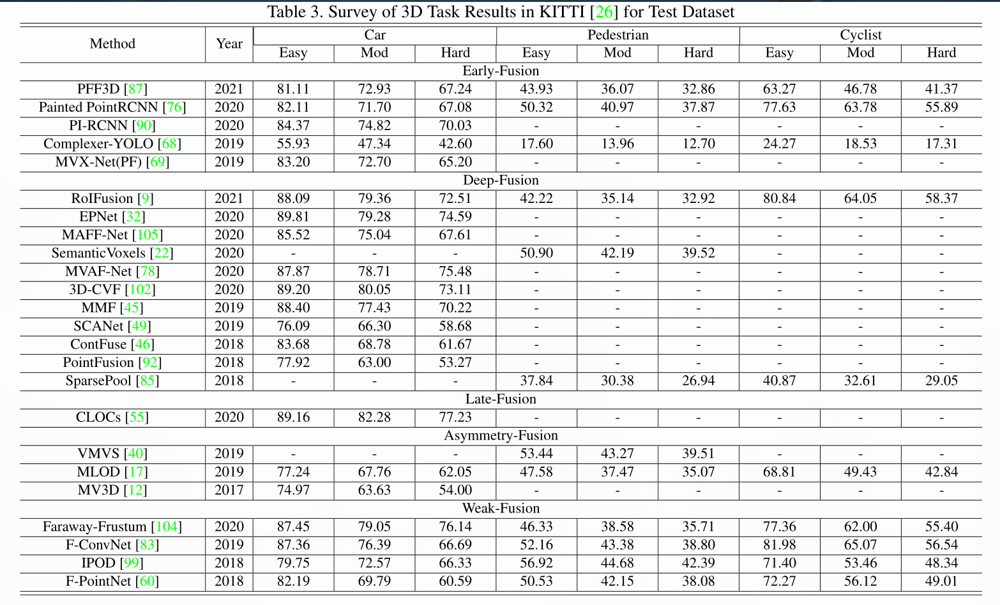 Table 3. Survey of 3D Task Results in KITTI [26] for Test Dataset
Method Year Car Pedestrian Cyclist
Easy Mod Hard Easy Mod Hard Easy Mod Hard
Early-Fusion
PFF3D [87] 2021 81.11 72.93 67.24 43.93 36.07 32.86 63.27 46.78 41.37
Painted PointRCNN [76] 2020 82.11 71.70 67.08 50.32 40.97 37.87 77.63 63.78 55.89
PI-RCNN [90] 2020 84.37 74.82 70.03 - - - - - -
Complexer-YOLO [68] 2019 55.93 47.34 42.60 17.60 13.96 12.70 24.27 18.53 17.31
MVX-Net(PF) [69] 2019 83.20 72.70 65.20 - - - - - -
Deep-Fusion
RoIFusion [9] 2021 88.09 79.36 72.51 42.22 35.14 32.92 80.84 64.05 58.37
EPNet [32] 2020 89.81 79.28 74.59 - - - - - -
MAFF-Net [105] 2020 85.52 75.04 67.61 - - - - - -
SemanticVoxels [22] 2020 - - - 50.90 42.19 39.52 - - -
MVAF-Net [78] 2020 87.87 78.71 75.48 - - - - - -
3D-CVF [102] 2020 89.20 80.05 73.11 - - - - - -
MMF [45] 2019 88.40 77.43 70.22 - - - - - -
SCANet [49] 2019 76.09 66.30 58.68 - - - - - -
ContFuse [46] 2018 83.68 68.78 61.67 - - - - - -
PointFusion [92] 2018 77.92 63.00 53.27 - - - - - -
SparsePool [85] 2018 - - - 37.84 30.38 26.94 40.87 32.61 29.05
Late-Fusion
CLOCs [55] 2020 89.16 82.28 77.23 - - - - - -
Asymmetry-Fusion
VMVS [40] 2019 - - - 53.44 43.27 39.51 - - -
MLOD [17] 2019 77.24 67.76 62.05 47.58 37.47 35.07 68.81 49.43 42.84
MV3D [12] 2017 74.97 63.63 54.00 - - - - - -
Weak-Fusion
Faraway-Frustum [104] 2020 87.45 79.05 76.14 46.33 38.58 35.71 77.36 62.00 55.40
F-ConvNet [83] 2019 87.36 76.39 66.69 52.16 43.38 38.80 81.98 65.07 56.54
IPOD [99] 2018 79.75 72.57 66.33 56.92 44.68 42.39 71.40 53.46 48.34
F-PointNet [60] 2018 82.19 69.79 60.59 50.53 42.15 38.08 72.27 56.12 49.01